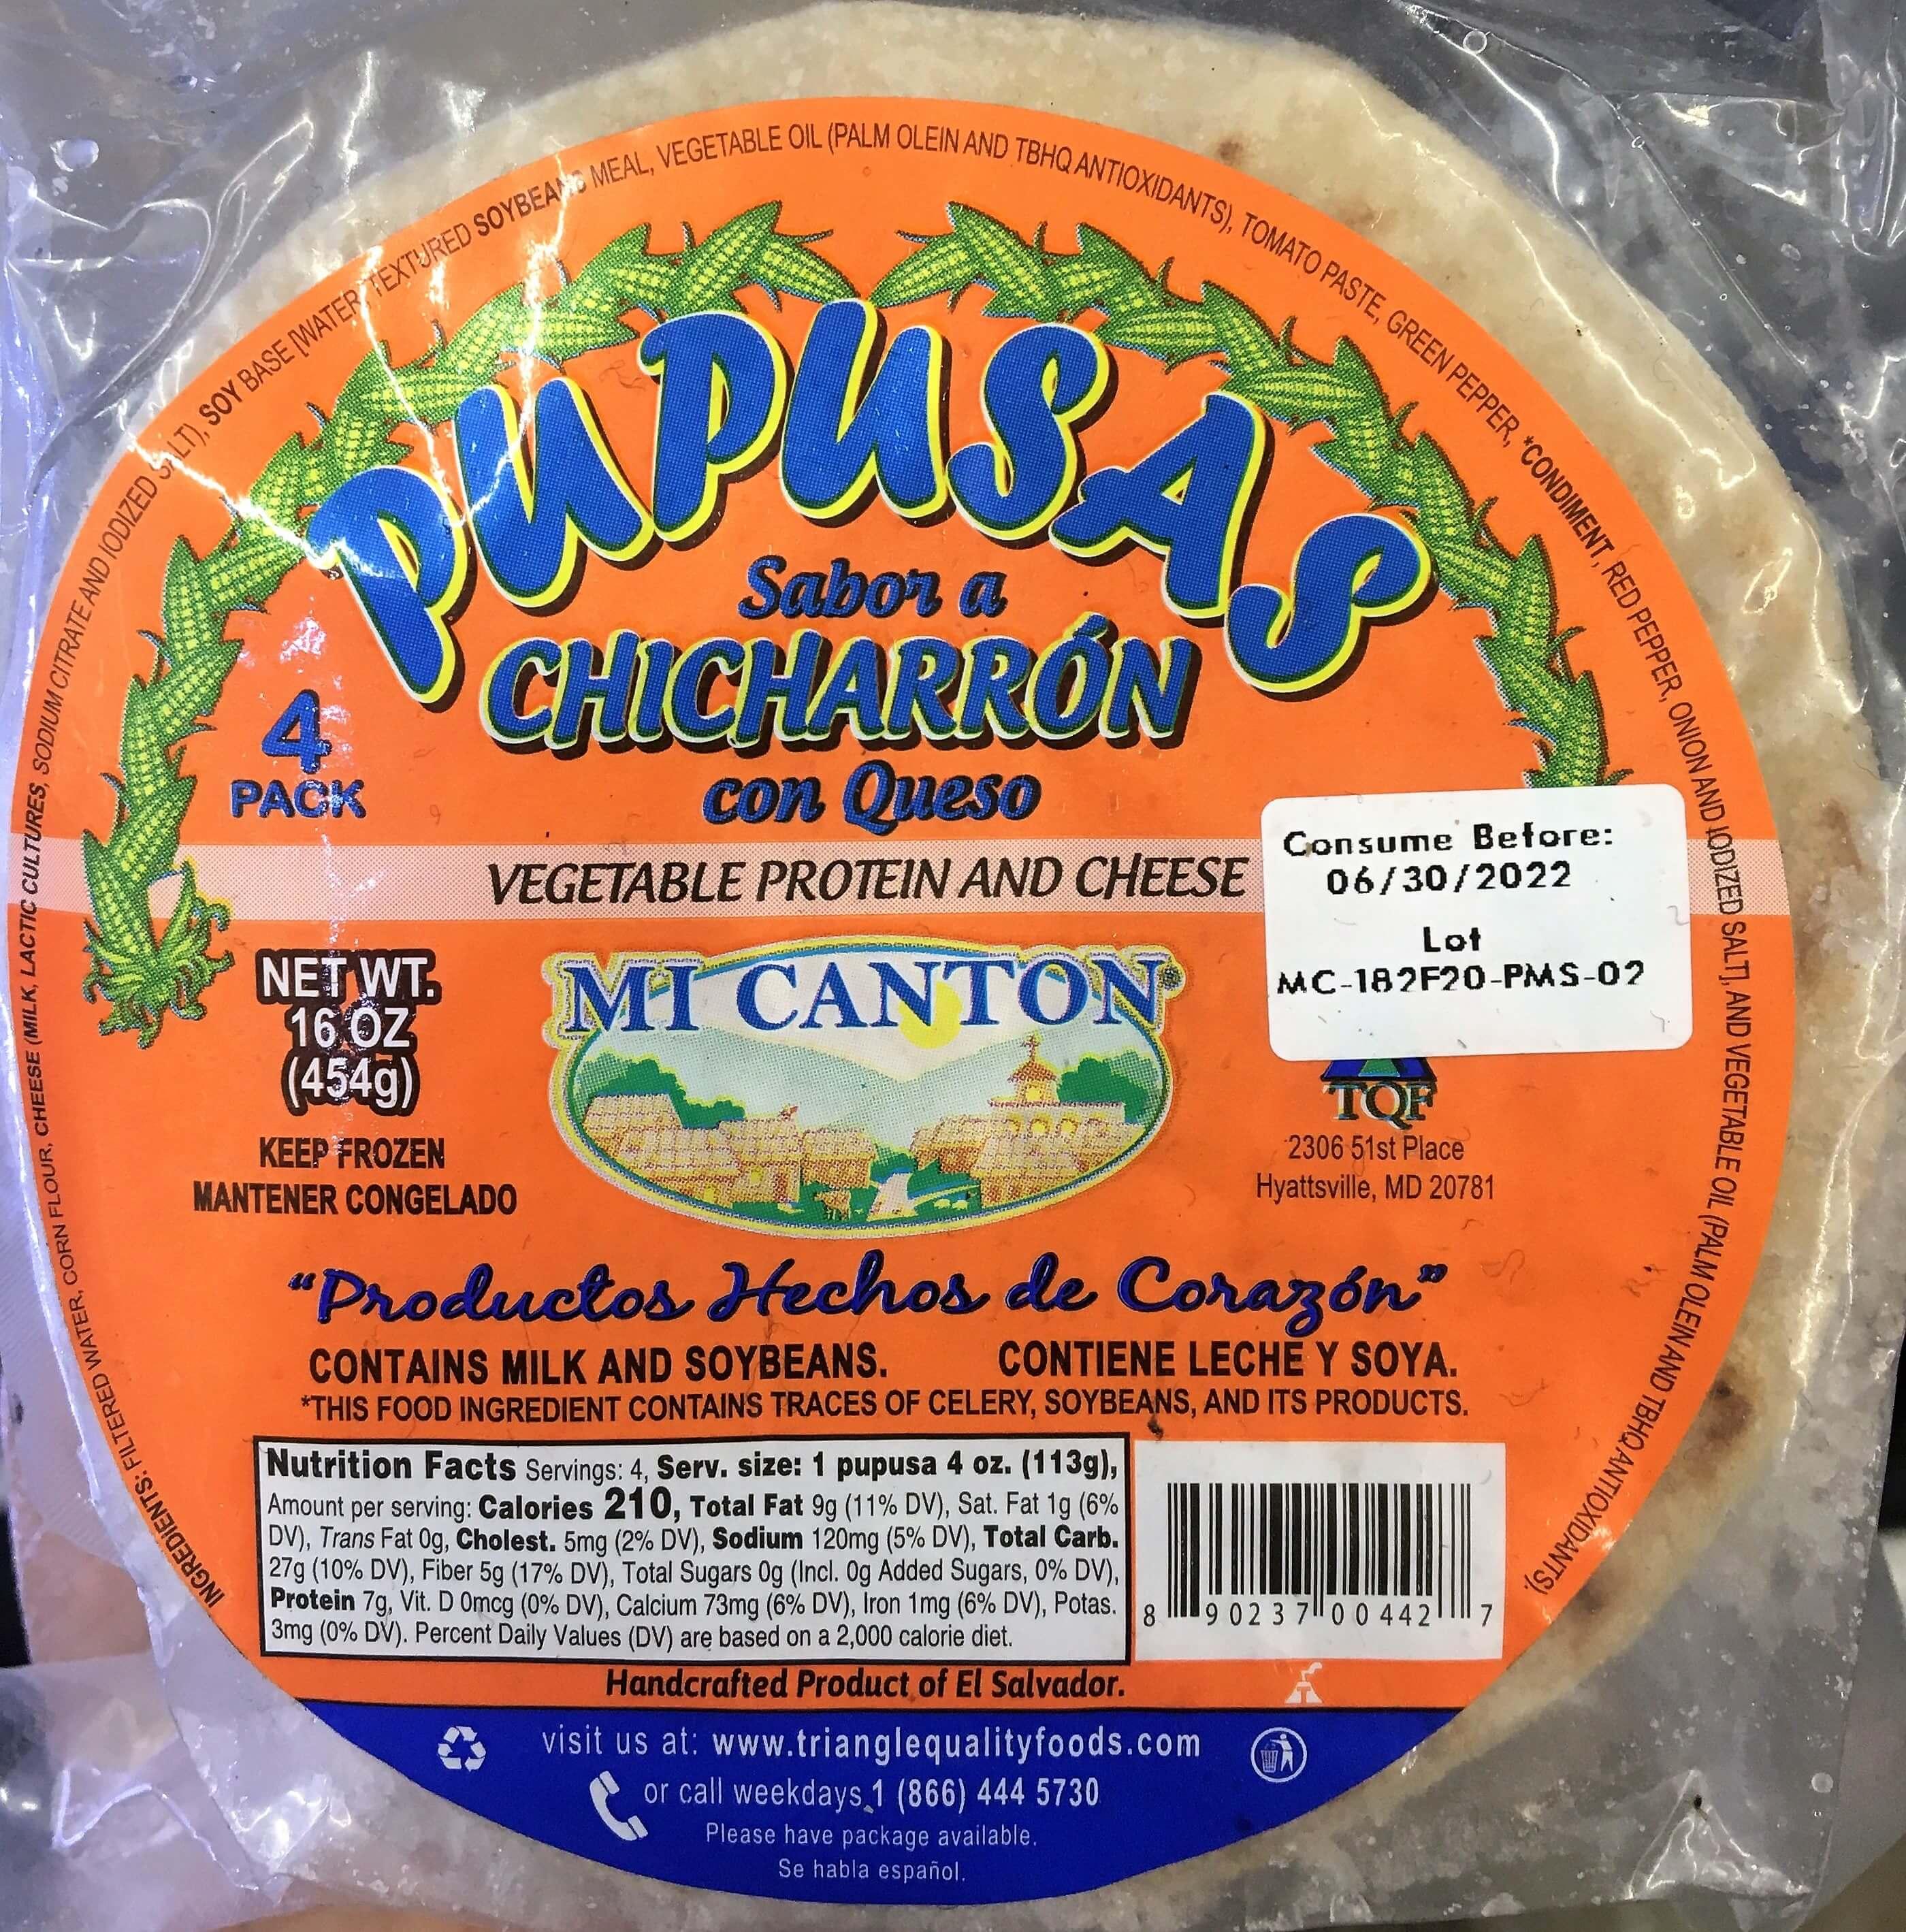 INGREDIENTS: FILTERED WATER, CORN FLOUR, CHEESE (MILK, LACTIC CULTURES, SODIUM CITRATE AND IODIZED SALT), SOY BASE [WATER, TEXTURED SOYBEANS MEAL, VEGETABLE OIL (PALM OLEIN AND TBHQ ANTIOXIDANTS), TOMATO PASTE, GREEN PEPPER, *CONDIMENT, RED PEPPER, ONION AND IODIZED SALT], AND VEGETABLE OIL (PALM OLEIN AND TBHQ ANTIOXIDANTS).
PUPUSAS
Sabor a
CHICHARRÓN
con Queso
4
PACK
VEGETABLE PROTEIN AND CHEESE
Consume Before:
06/30/2022
Lot
MC-182F20-PMS-02
NET WT.
16 OZ
(454g)
KEEP FROZEN
MANTENER CONGELADO
MI CANTON®
TQF
2306 51st Place
Hyattsville, MD 20781
"Productos Hechos de Corazón"
CONTAINS MILK AND SOYBEANS. CONTIENE LECHE Y SOYA.
*THIS FOOD INGREDIENT CONTAINS TRACES OF CELERY, SOYBEANS, AND ITS PRODUCTS.
Nutrition Facts Servings: 4, Serv. size: 1 pupusa 4 oz. (113g),
Amount per serving: Calories 210, Total Fat 9g (11% DV), Sat. Fat 1g (6%
DV), Trans Fat 0g, Cholest. 5mg (2% DV), Sodium 120mg (5% DV), Total Carb.
27g (10% DV), Fiber 5g (17% DV), Total Sugars 0g (Incl. 0g Added Sugars, 0% DV),
Protein 7g, Vit. D 0mcg (0% DV), Calcium 73mg (6% DV), Iron 1mg (6% DV), Potas.
3mg (0% DV). Percent Daily Values (DV) are based on a 2,000 calorie diet.
8 90237 00442 7
Handcrafted Product of El Salvador.
visit us at: www.trianglequalityfoods.com
or call weekdays 1 (866) 444 5730
Please have package available.
Se habla español.